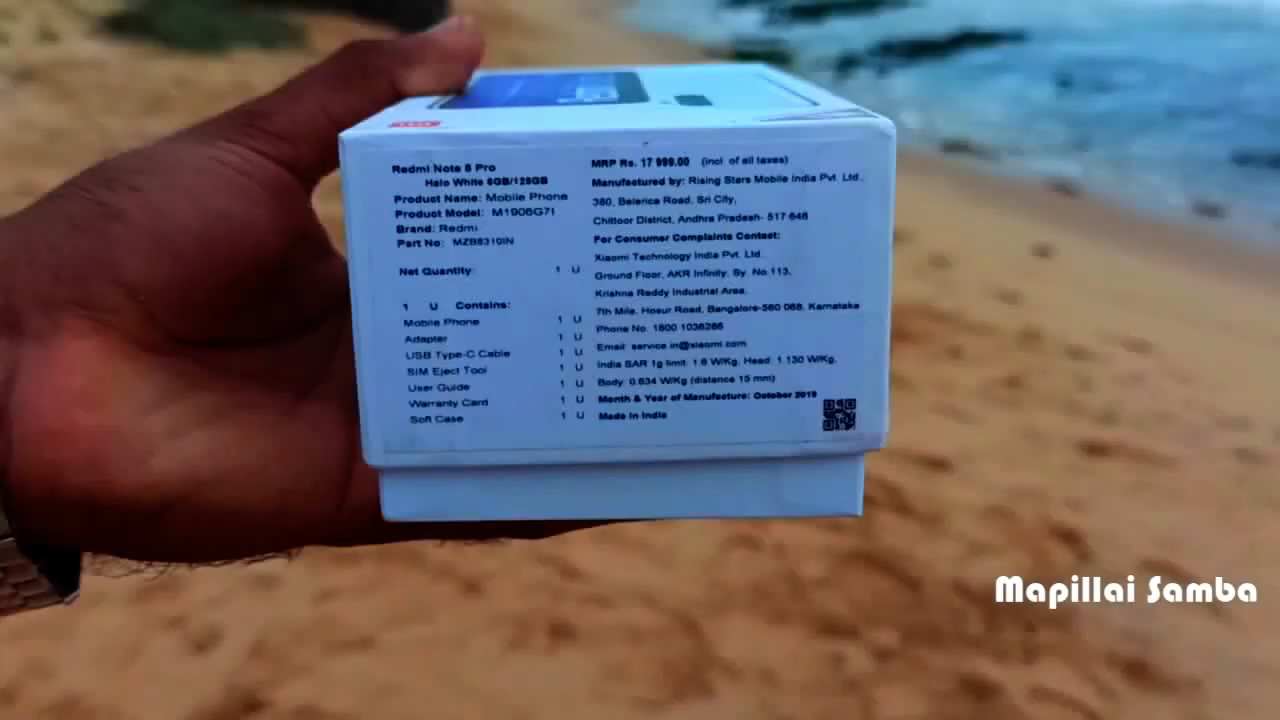 Redmi Note 8 Pro
Halo White 6GB/128GB
Product Name: Mobile Phone
Product Model: M1906G7I
Brand: Redmi
Part No: MZB8310IN
Net Quantity: 1 U
1 U Contains:
Mobile Phone 1 U
Adapter 1 U
USB Type-C Cable 1 U
SIM Eject Tool 1 U
User Guide 1 U
Warranty Card 1 U
Soft Case 1 U
MRP Rs. 17 999.00 (incl. of all taxes)
Manufactured by: Rising Stars Mobile India Pvt. Ltd.,
380, Belerica Road, Sri City,
Chittoor District, Andhra Pradesh- 517 646
For Consumer Complaints Contact:
Xiaomi Technology India Pvt. Ltd.
Ground Floor, AKR Infinity, Sy. No.113,
Krishna Reddy Industrial Area,
7th Mile, Hosur Road, Bangalore-560 068, Karnataka
Phone No. 1800 1036286
Email: service.in@xiaomi.com
India SAR 1g limit: 1.6 W/Kg, Head: 1.130 W/Kg,
Body: 0.634 W/Kg (distance 15 mm)
Month & Year of Manufacture: October 2019
Made in India
Mapillai Samba